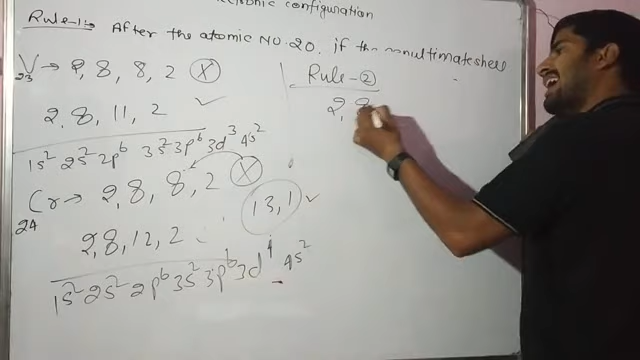 configuration
Rule-1:- After the atomic NO. 20. if the
V → 2, 8, 8, 2 X
23
2, 8, 11, 2 ✓
1s² 2s² 2p⁶ 3s² 3p⁶ 3d³ 4s²
Cr → 2, 8, 8, 2 X
24
13, 1 ✓
2, 8, 12, 2
1s² 2s² 2p⁶ 3s² 3p⁶ 3d⁴ 4s²
Rule-②
2, 8